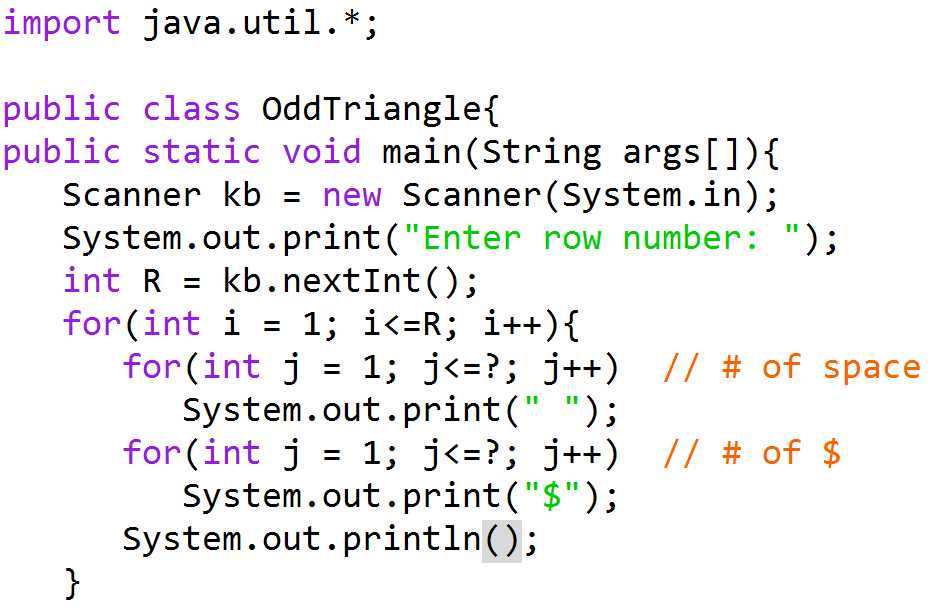 import java.util.*;

public class OddTriangle{
public static void main(String args[]){
   Scanner kb = new Scanner(System.in);
   System.out.print("Enter row number: ");
   int R = kb.nextInt();
   for(int i = 1; i<=R; i++){
      for(int j = 1; j<=?; j++)  // # of space
         System.out.print(" ");
      for(int j = 1; j<=?; j++)  // # of $
         System.out.print("$");
      System.out.println();
   }